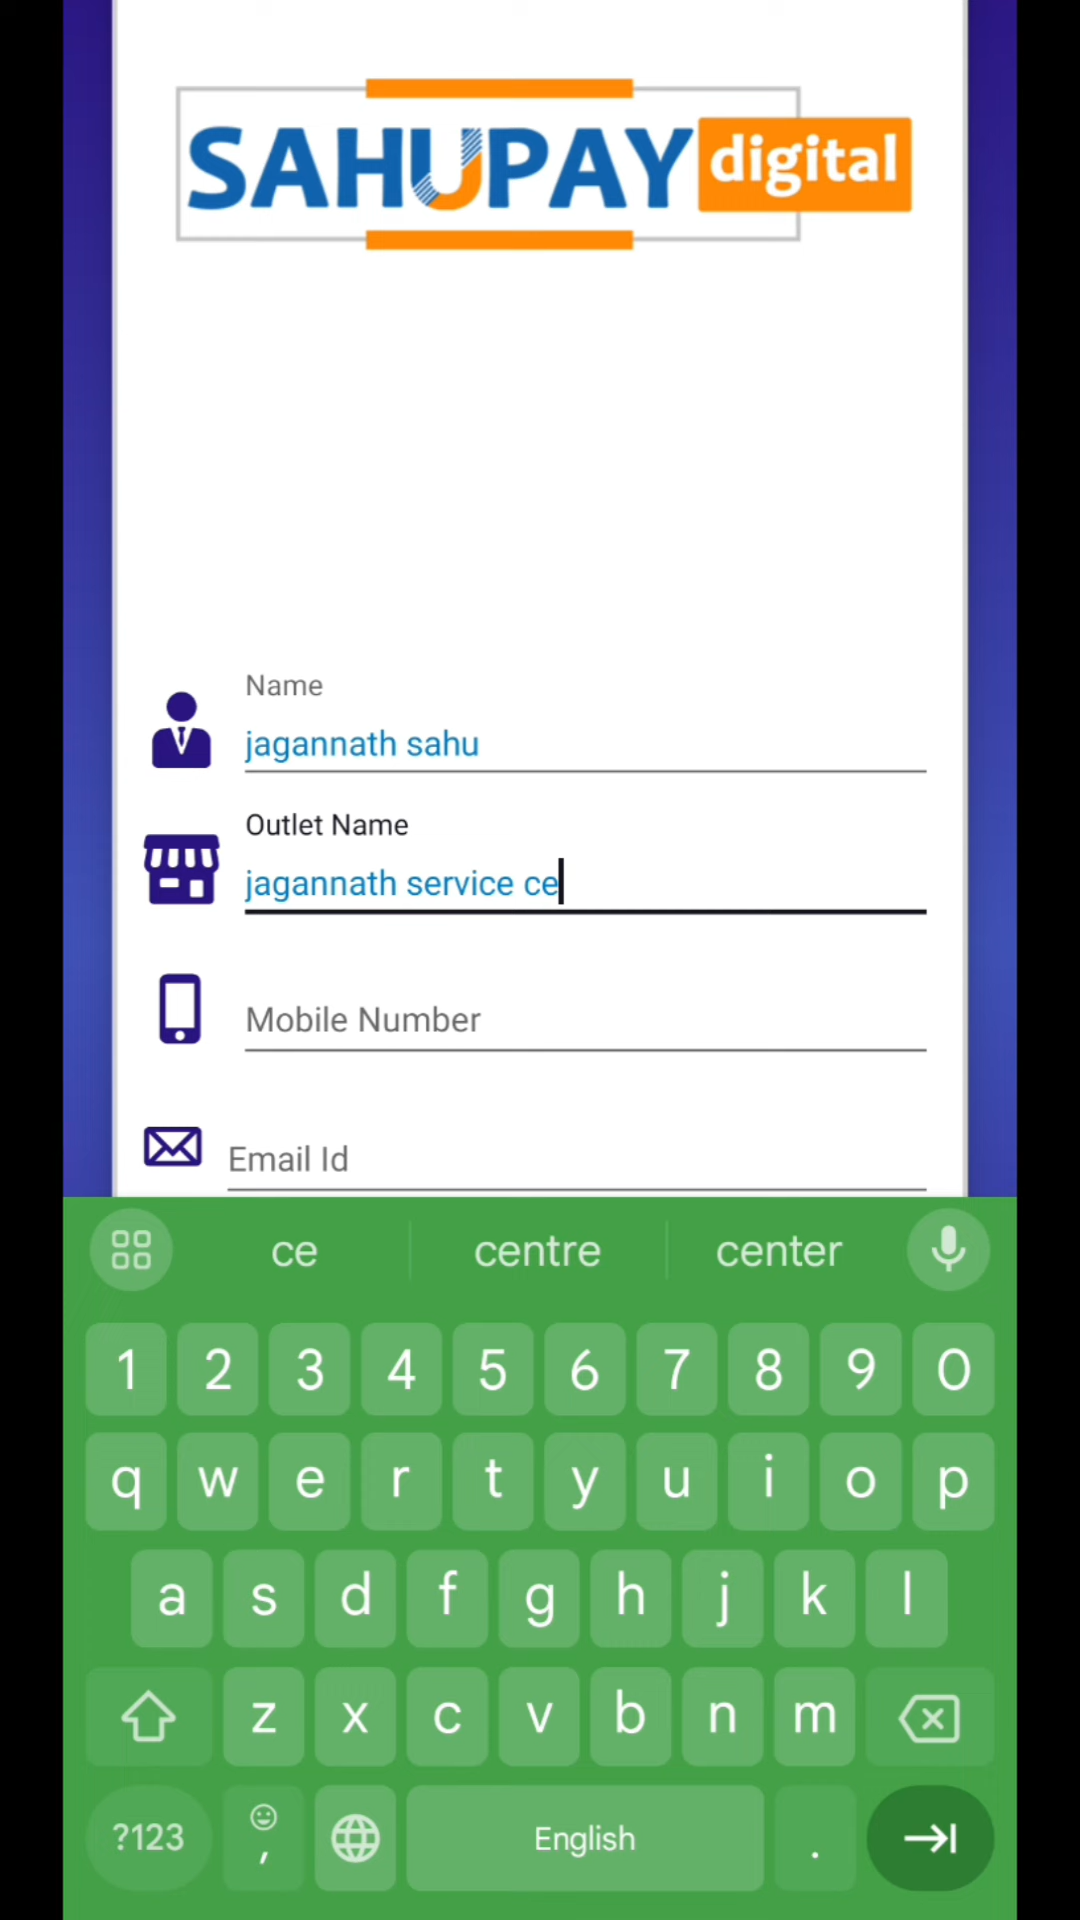 SAHUPAY digital
Name
jagannath sahu
Outlet Name
jagannath service ce
Mobile Number
Email Id
ce centre center
1 2 3 4 5 6 7 8 9 0
q w e r t y u i o p
a s d f g h j k l
z x c v b n m
?123 , English .